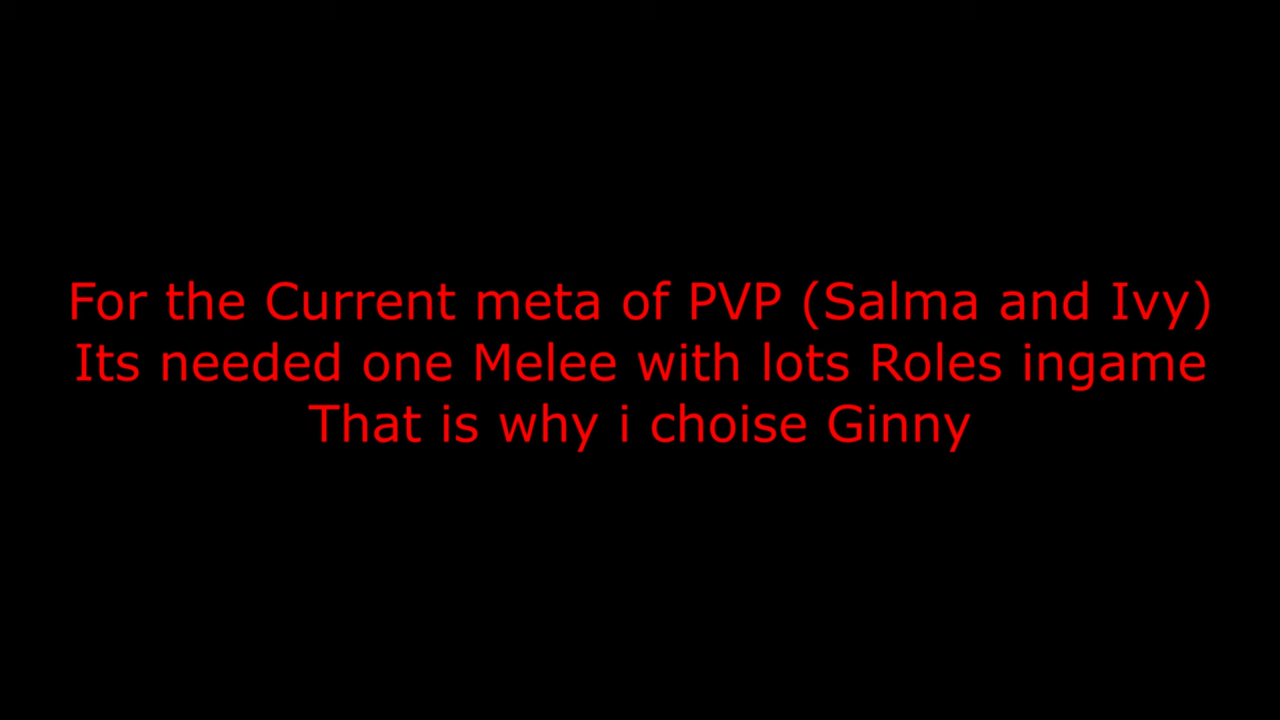 For the Current meta of PVP (Salma and Ivy)
Its needed one Melee with lots Roles ingame
That is why i choise Ginny